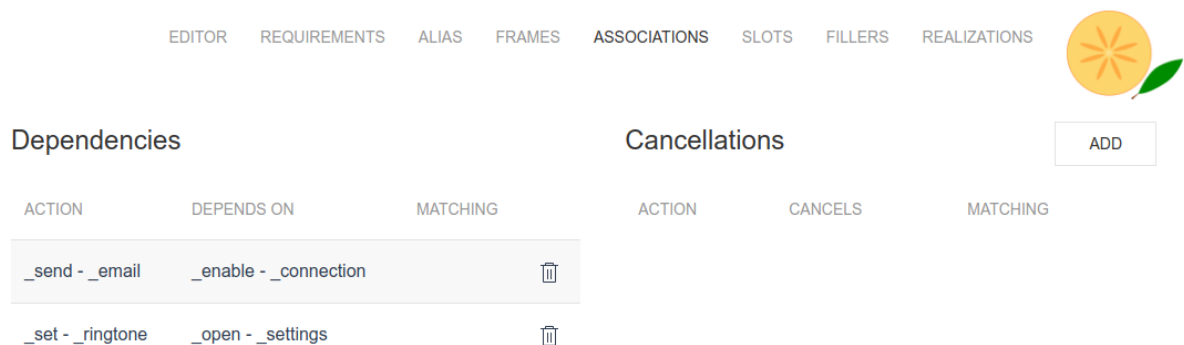 EDITOR REQUIREMENTS ALIAS FRAMES ASSOCIATIONS SLOTS FILLERS REALIZATIONS
Dependencies
ACTION DEPENDS ON MATCHING
_send - _email _enable - _connection
_set - _ringtone _open - _settings
Cancellations ADD
ACTION CANCELS MATCHING